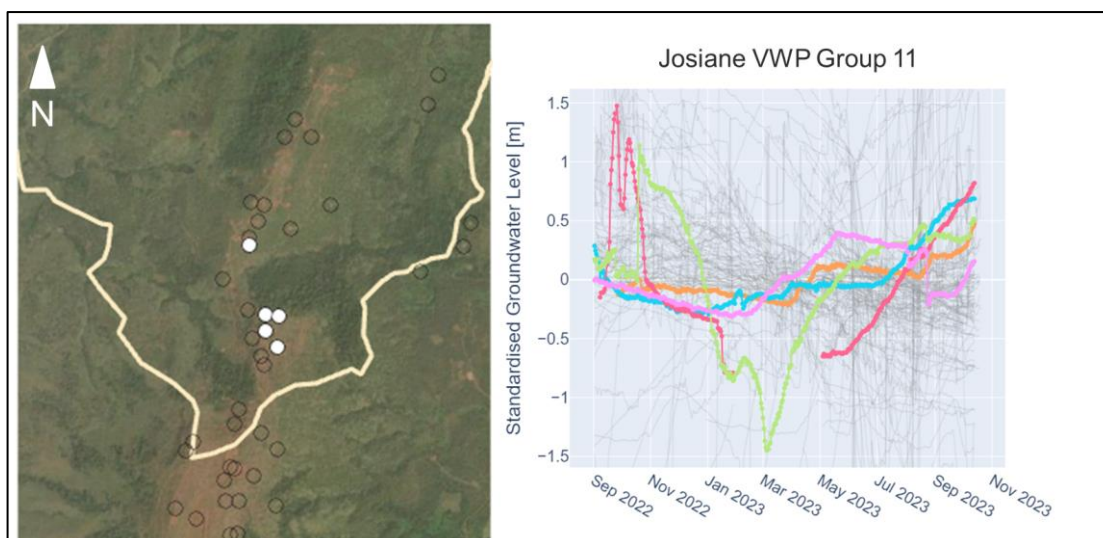 N
Josiane VWP Group 11
Standardised Groundwater Level [m]
1.5
1
0.5
0
−0.5
−1
−1.5
Sep 2022
Nov 2022
Jan 2023
Mar 2023
May 2023
Jul 2023
Sep 2023
Nov 2023